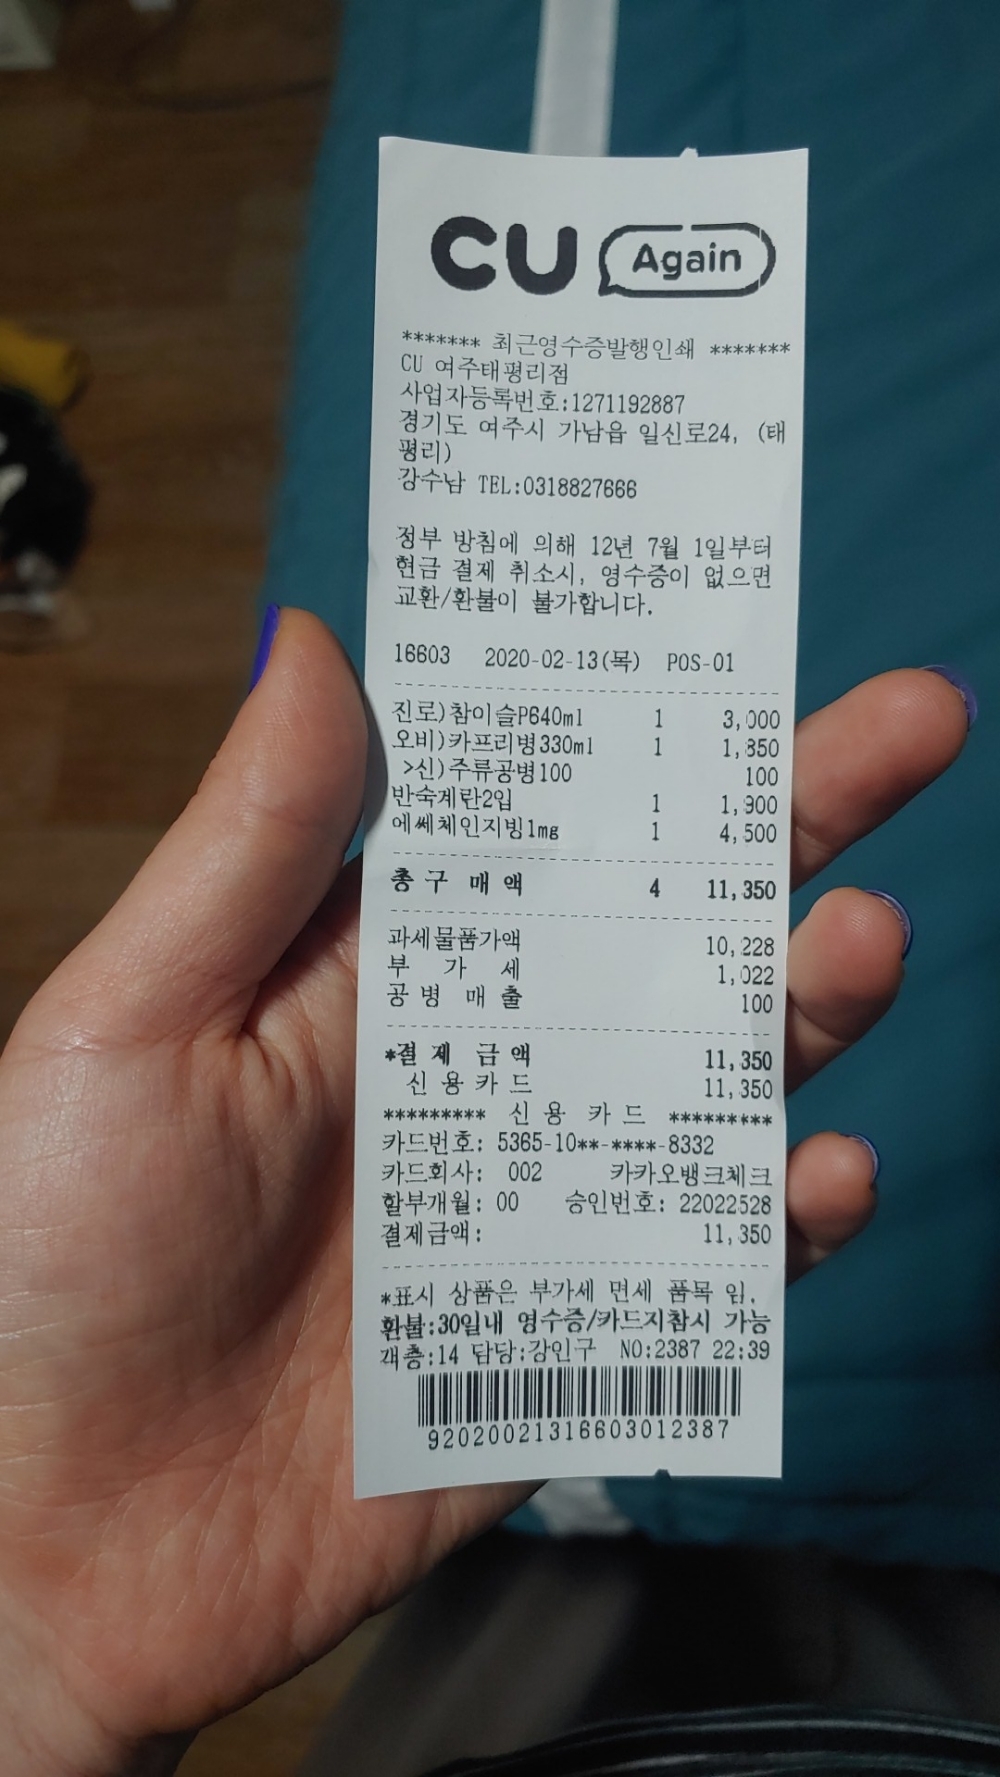 CU Again
******* 최근영수증발행인쇄 *******
CU 여주태평리점
사업자등록번호:1271192887
경기도 여주시 가남읍 일신로24, (태
평리)
강수남 TEL:0318827666
정부 방침에 의해 12년 7월 1일부터
현금 결제 취소시, 영수증이 없으면
교환/환불이 불가합니다.
16603 2020-02-13(목) POS-01
진로)참이슬P640ml 1 3,000
오비)카프리병330ml 1 1,850
>신)주류공병100 100
반숙계란2입 1 1,900
에쎄체인지빙1mg 1 4,500
총 구 매 액 4 11,350
과세물품가액 10,228
부 가 세 1,022
공 병 매 출 100
*결 제 금 액 11,350
신 용 카 드 11,350
********* 신 용 카 드 *********
카드번호: 5365-10**-****-8332
카드회사: 002 카카오뱅크체크
할부개월: 00 승인번호: 22022528
결제금액: 11,350
*표시 상품은 부가세 면세 품목 임.
환불:30일내 영수증/카드지참시 가능
객층:14 담당:강인구 NO:2387 22:39
92020021316603012387